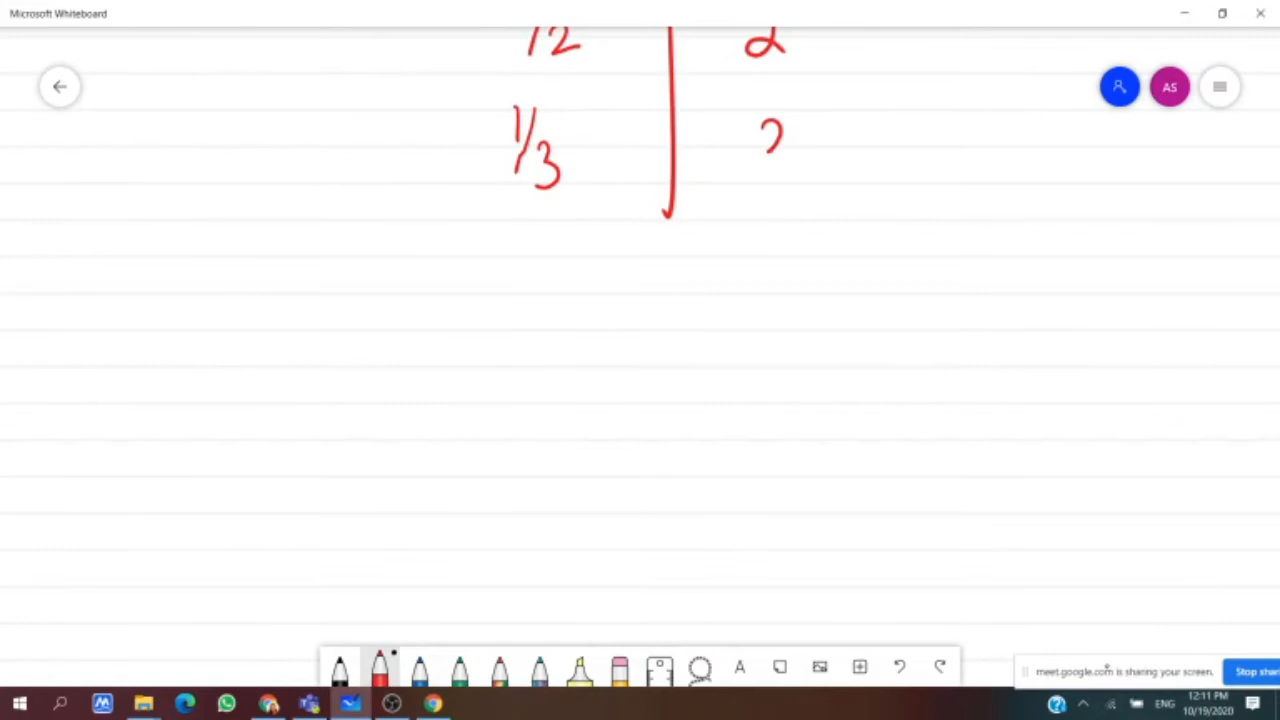 Microsoft Whiteboard
1/2 2
AS
1/3
A
meet.google.com is sharing your screen.
Stop shar
12:11 PM
ENG
10/19/2020